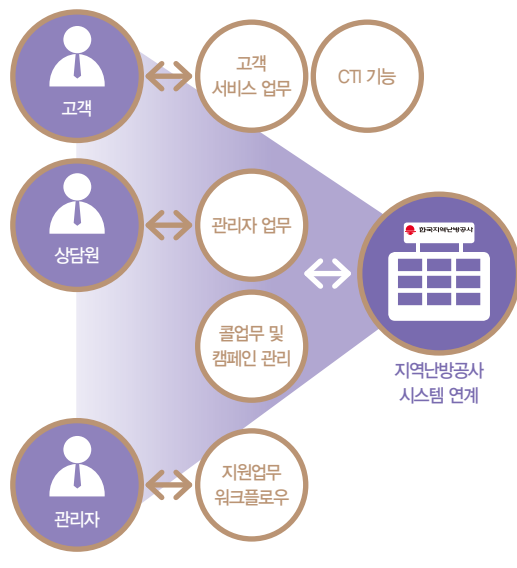 고객
고객
서비스 업무
CTI 기능
상담원
관리자 업무
한국지역난방공사
콜업무 및
캠페인 관리
지역난방공사
시스템 연계
관리자
지원업무
워크플로우